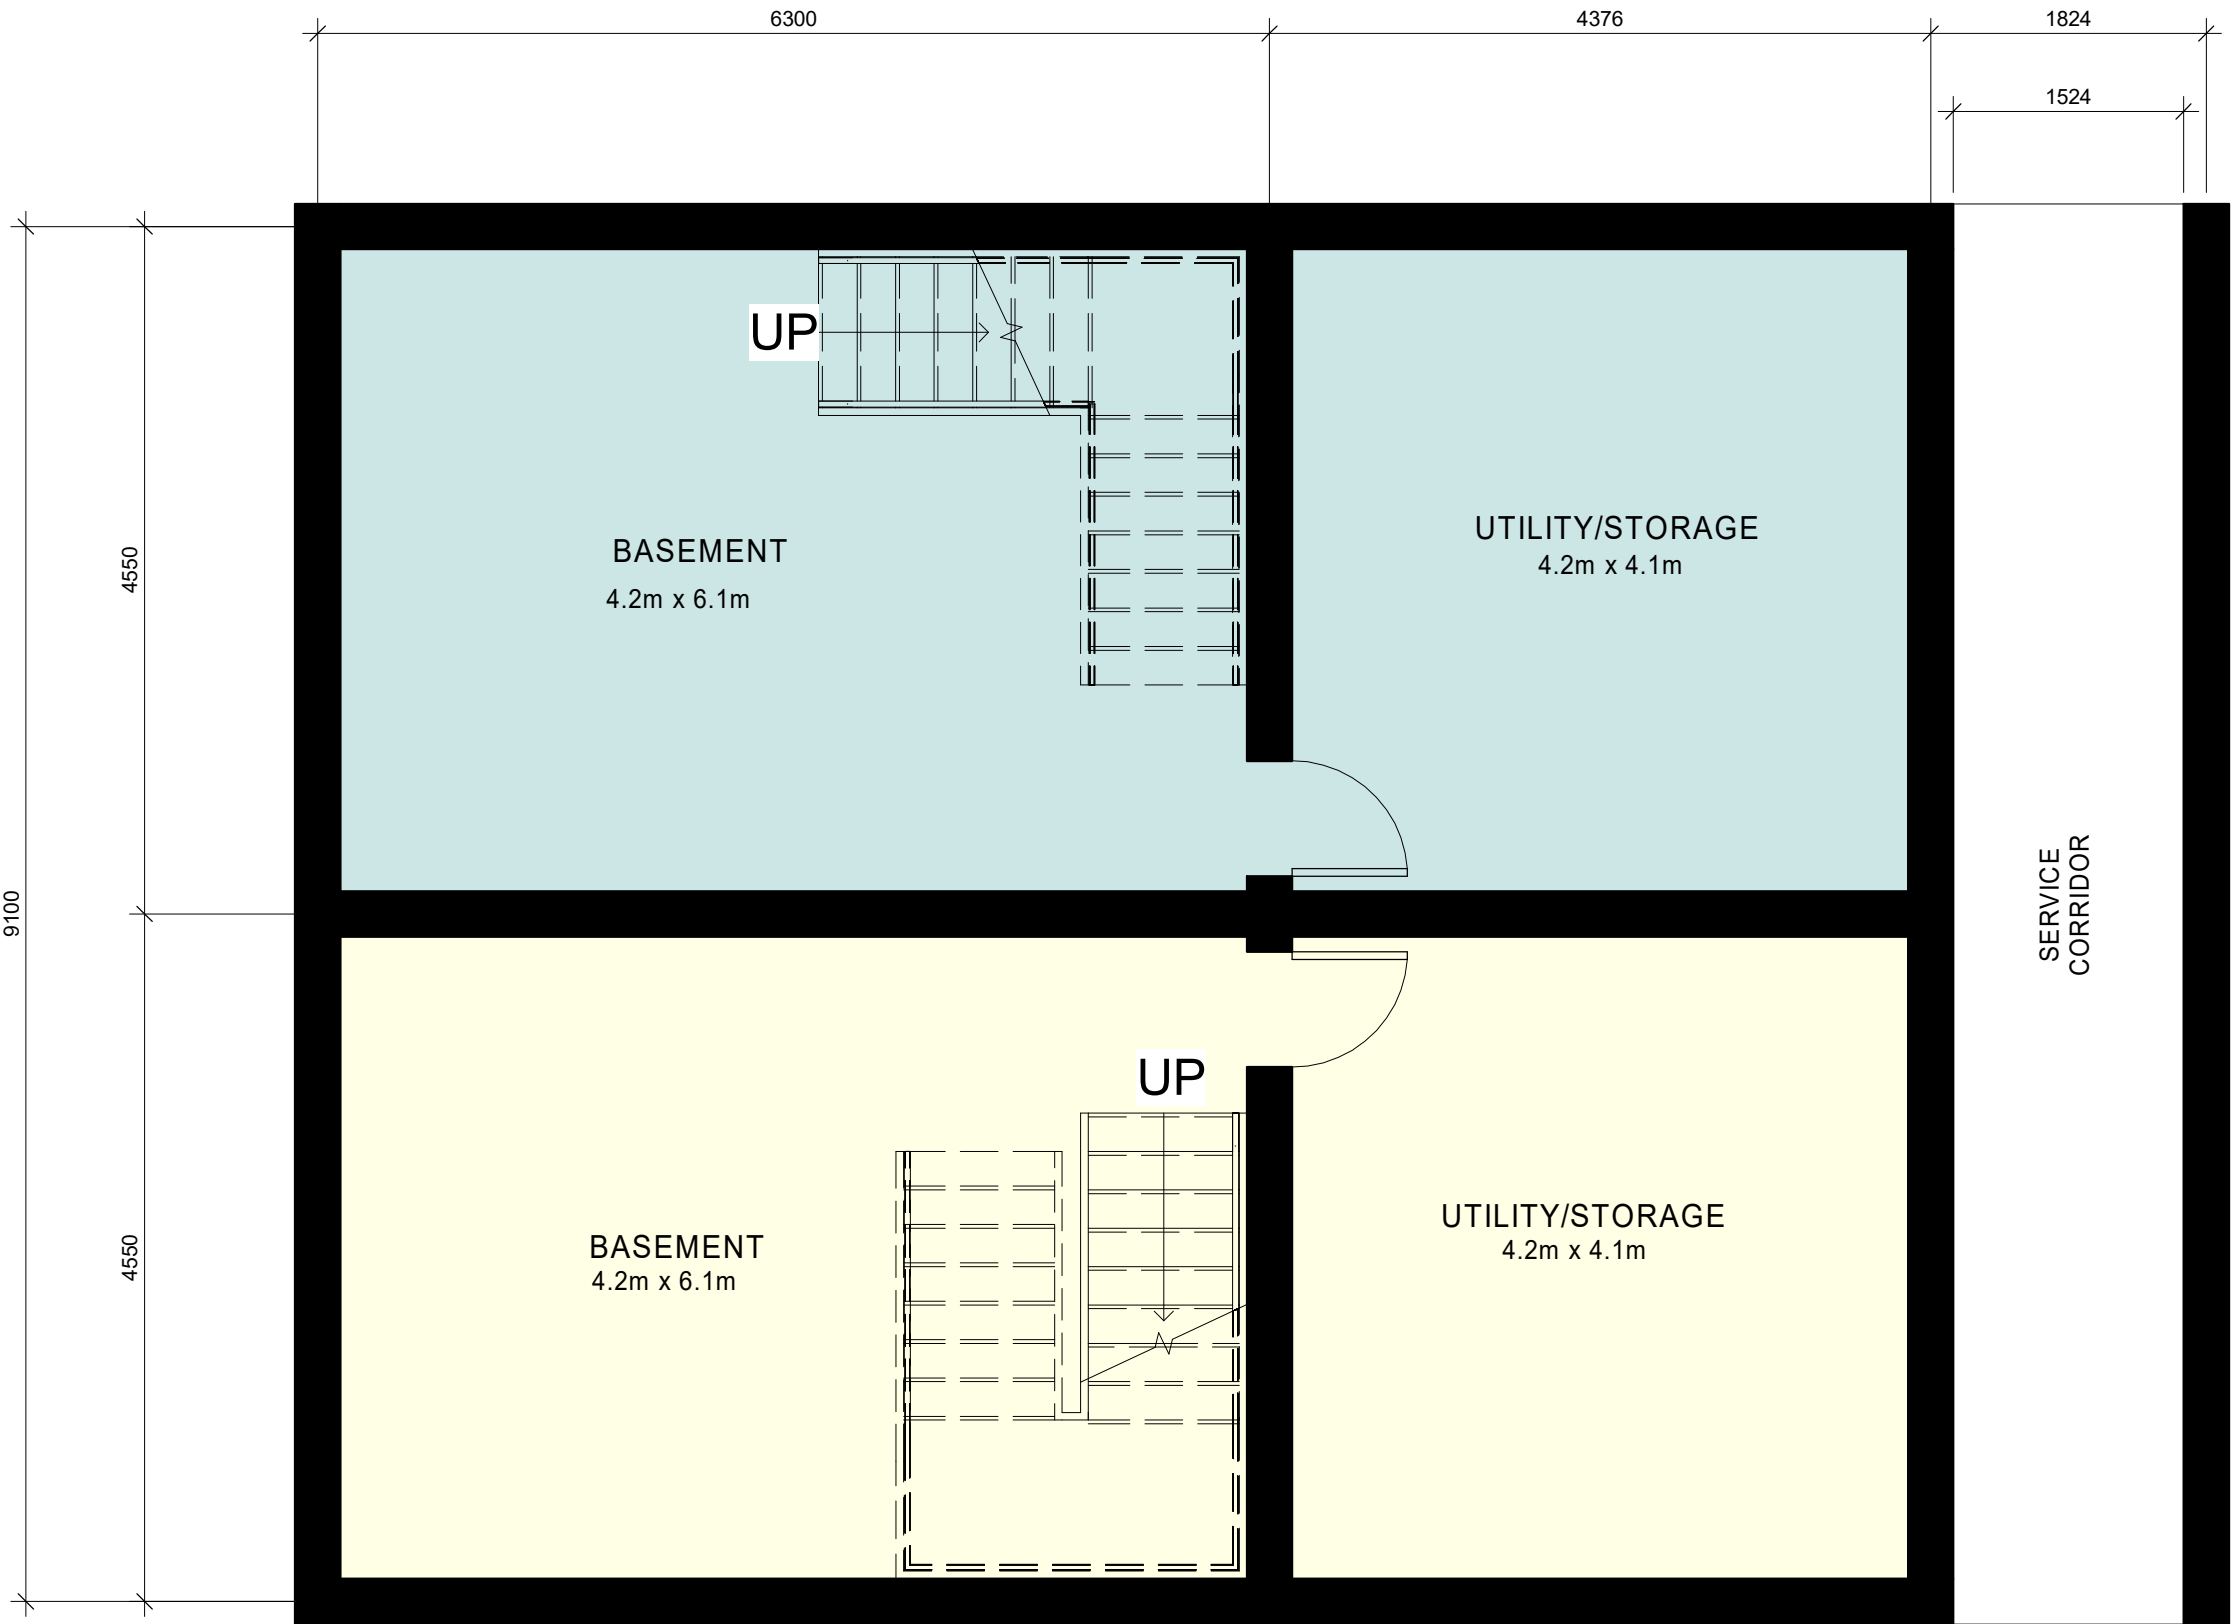 6300
4376
1824
1524
UP
BASEMENT
4.2m x 6.1m
UTILITY/STORAGE
4.2m x 4.1m
4550
9100
SERVICE
CORRIDOR
UP
BASEMENT
4.2m x 6.1m
UTILITY/STORAGE
4.2m x 4.1m
4550